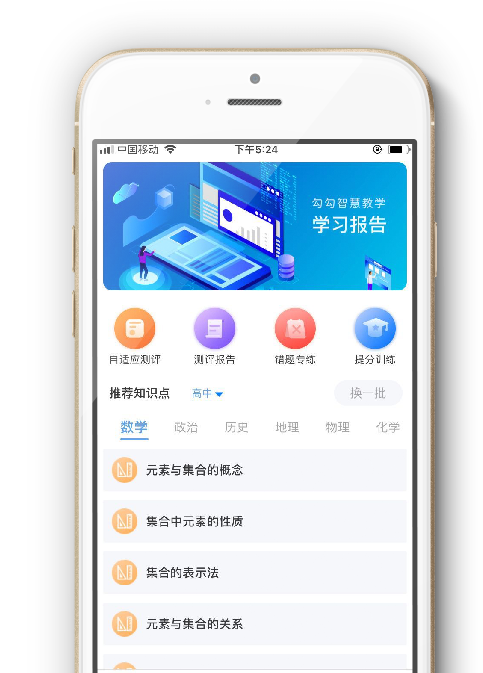 中国移动 下午5:24
勾勾智慧教学
学习报告
自适应测评 测评报告 错题专练 提分训练
推荐知识点 高中 换一批
数学 政治 历史 地理 物理 化学
元素与集合的概念
集合中元素的性质
集合的表示法
元素与集合的关系